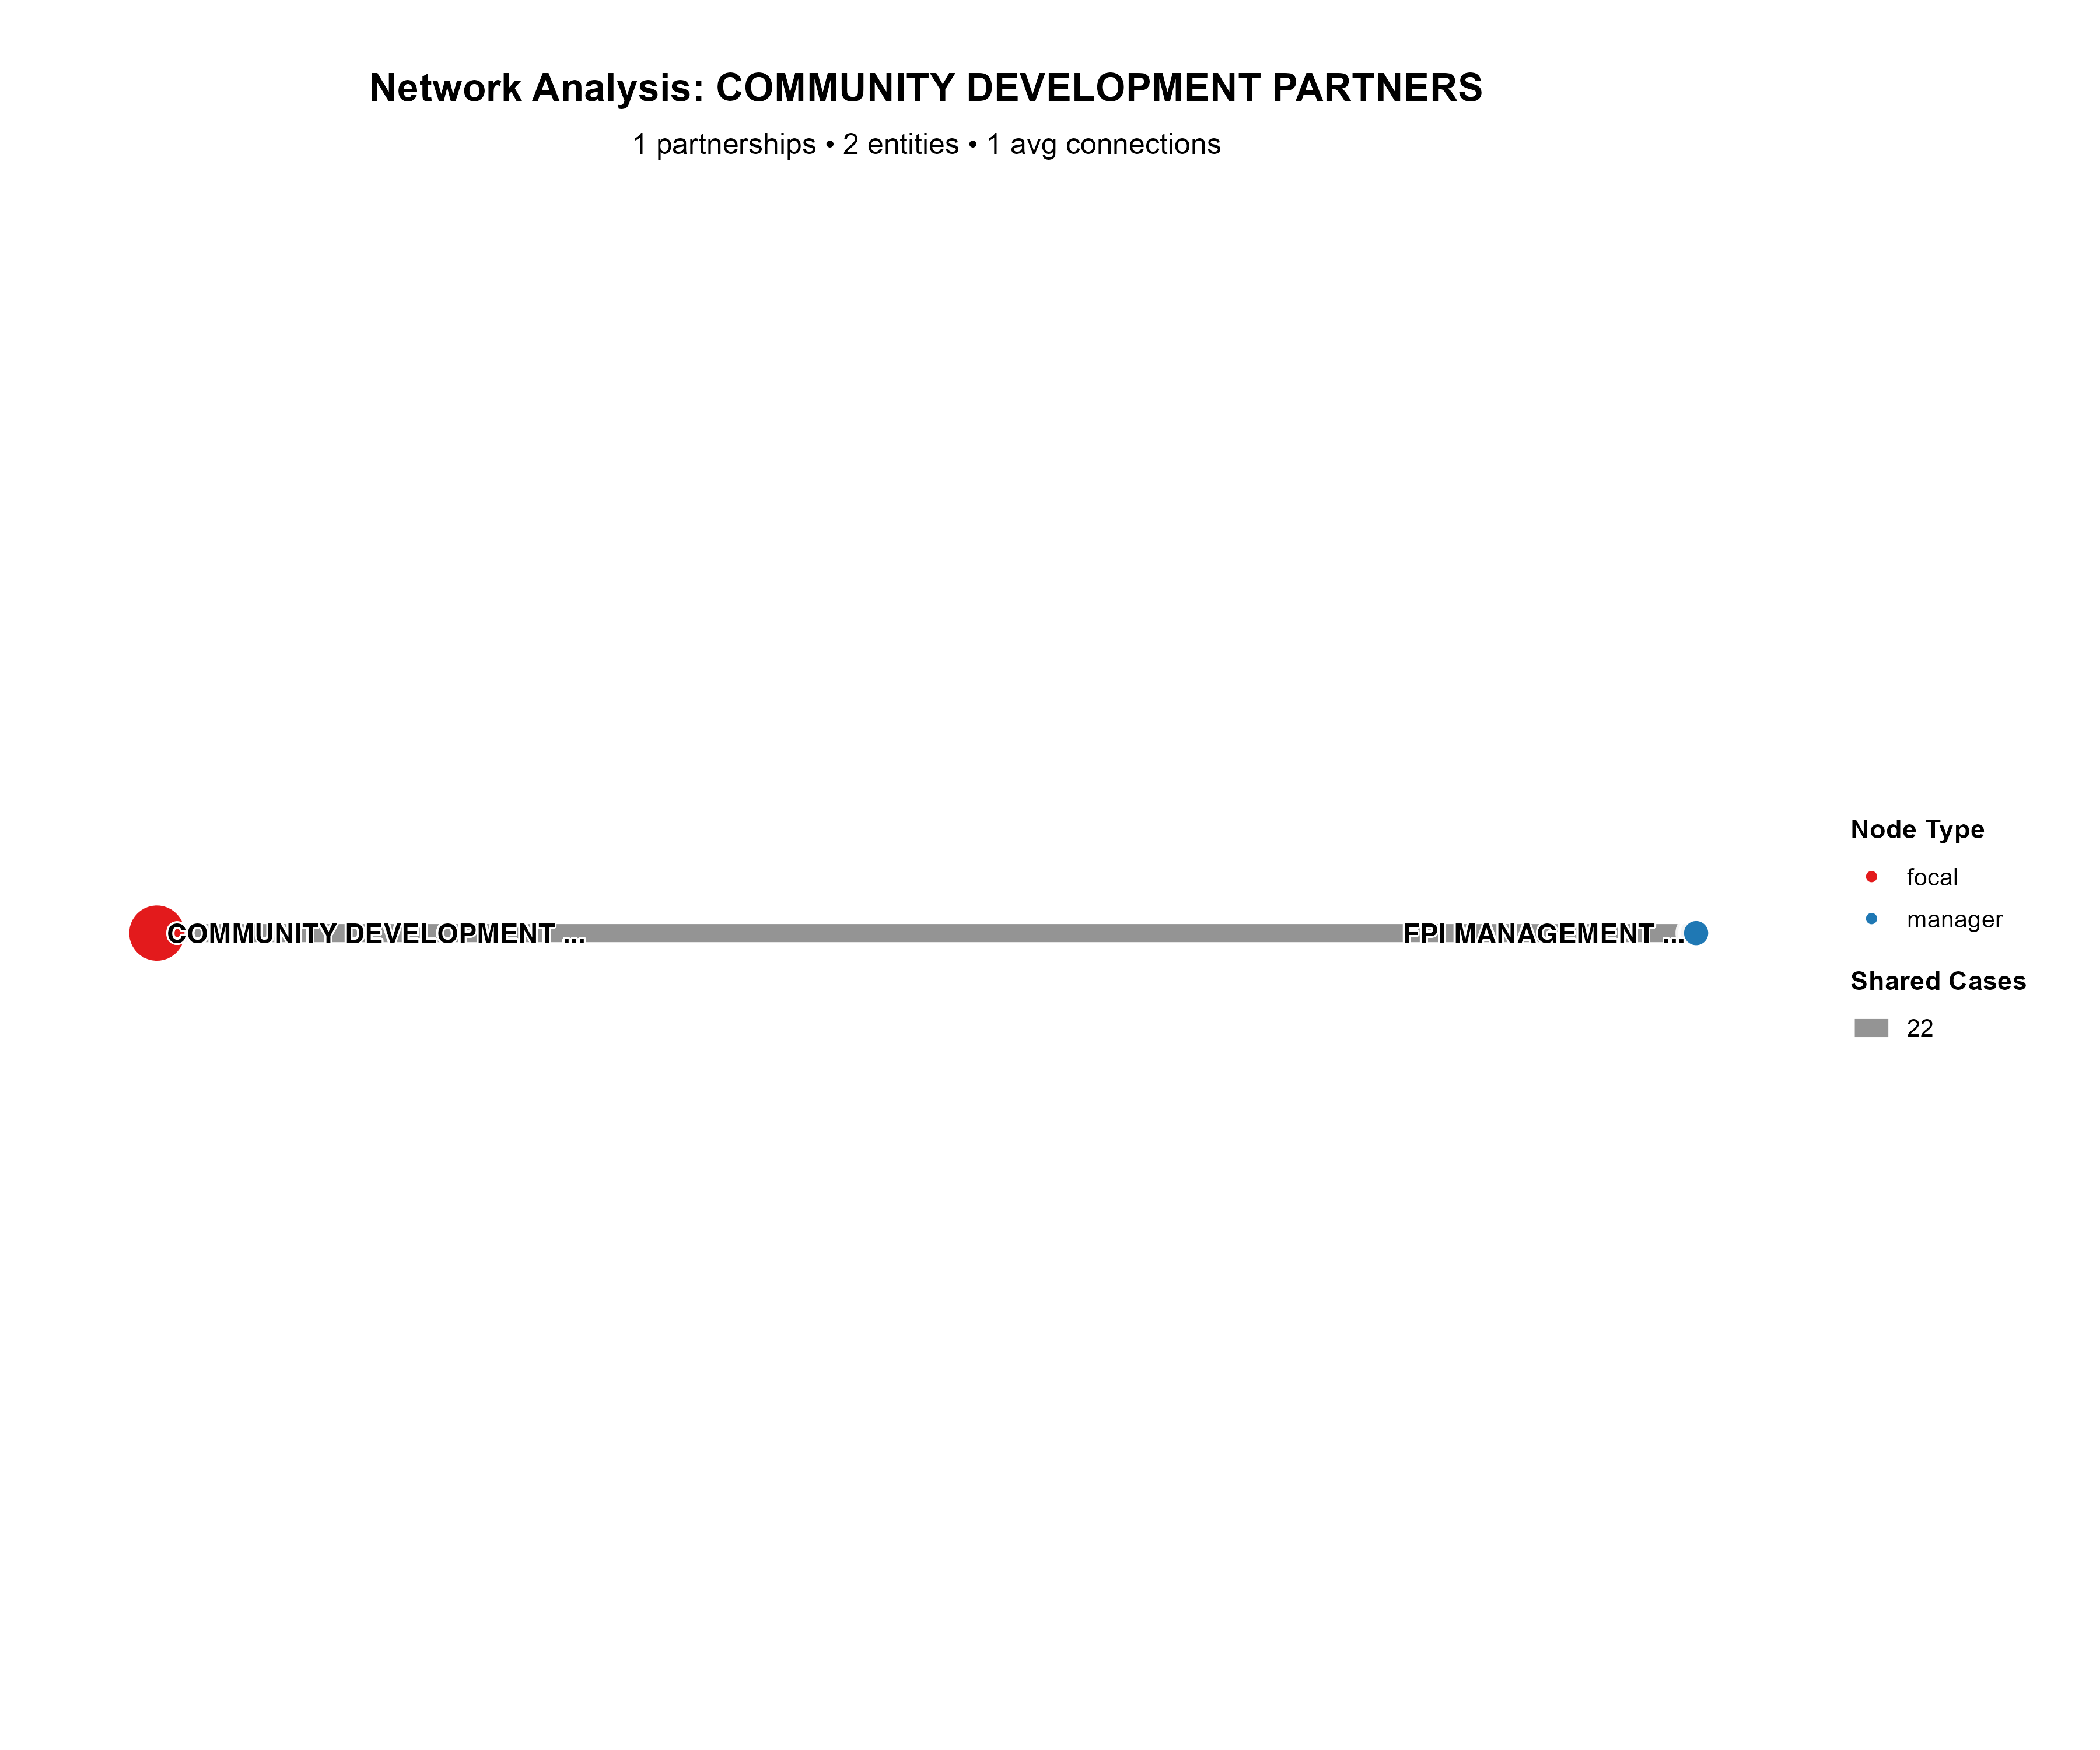 Network Analysis: COMMUNITY DEVELOPMENT PARTNERS
1 partnerships • 2 entities • 1 avg connections
COMMUNITY DEVELOPMENT ...
FPI MANAGEMENT ...
Node Type
focal
manager
Shared Cases
22